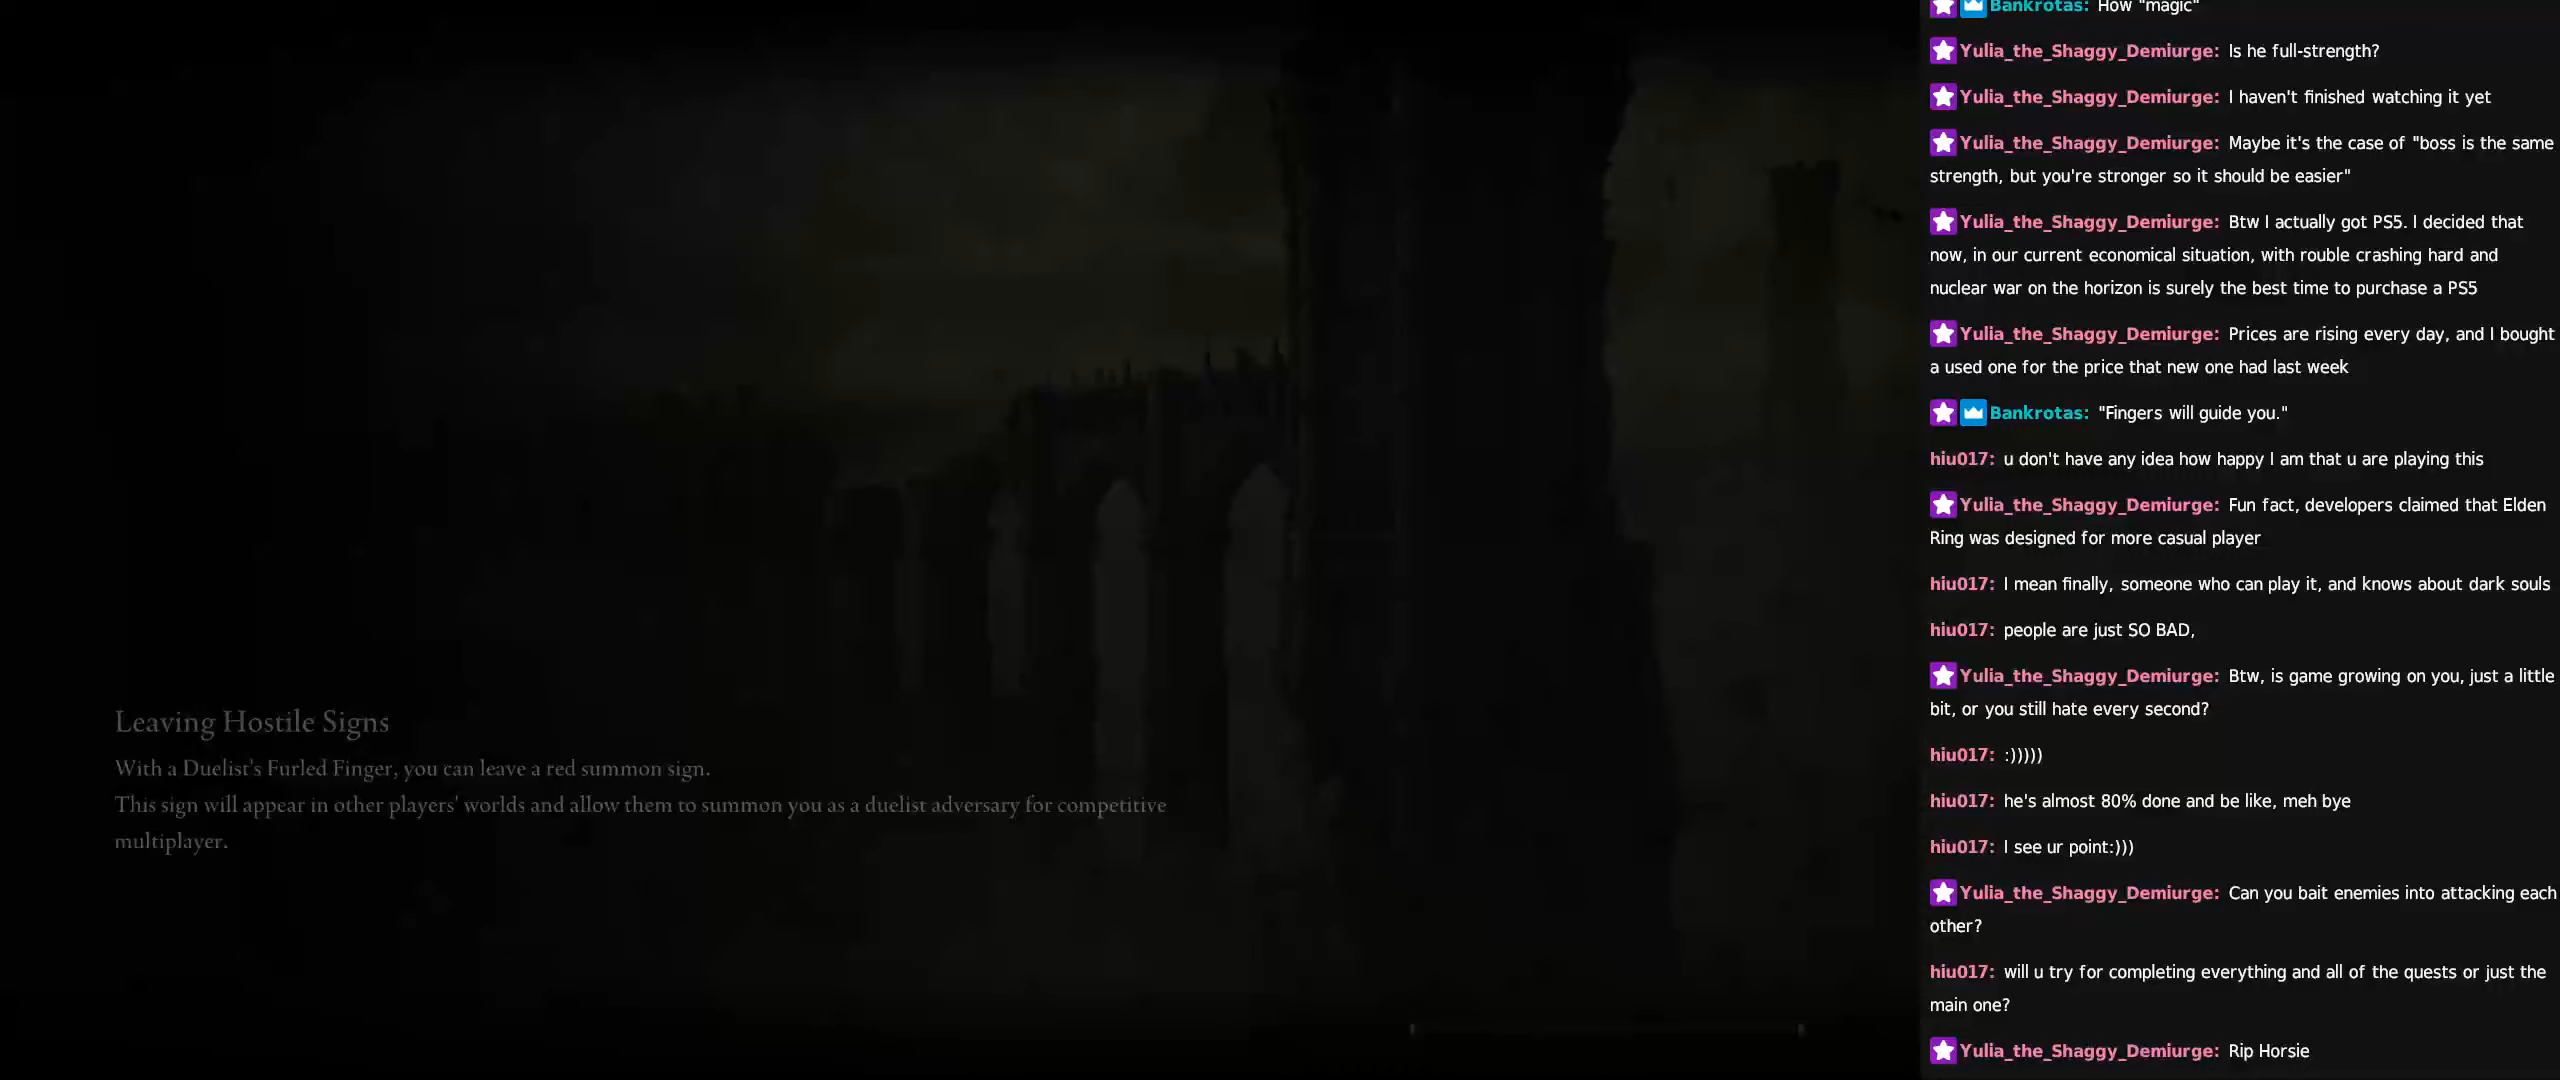 Leaving Hostile Signs
With a Duelist's Furled Finger, you can leave a red summon sign.
This sign will appear in other players' worlds and allow them to summon you as a duelist adversary for competitive
multiplayer.
Bankrotas: How "magic"
Yulia_the_Shaggy_Demiurge: Is he full-strength?
Yulia_the_Shaggy_Demiurge: I haven't finished watching it yet
Yulia_the_Shaggy_Demiurge: Maybe it's the case of "boss is the same
strength, but you're stronger so it should be easier"
Yulia_the_Shaggy_Demiurge: Btw I actually got PS5. I decided that
now, in our current economical situation, with rouble crashing hard and
nuclear war on the horizon is surely the best time to purchase a PS5
Yulia_the_Shaggy_Demiurge: Prices are rising every day, and I bought
a used one for the price that new one had last week
Bankrotas: "Fingers will guide you."
hiu017: u don't have any idea how happy I am that u are playing this
Yulia_the_Shaggy_Demiurge: Fun fact, developers claimed that Elden
Ring was designed for more casual player
hiu017: I mean finally, someone who can play it, and knows about dark souls
hiu017: people are just SO BAD,
Yulia_the_Shaggy_Demiurge: Btw, is game growing on you, just a little
bit, or you still hate every second?
hiu017: :)))))
hiu017: he's almost 80% done and be like, meh bye
hiu017: I see ur point:)))
Yulia_the_Shaggy_Demiurge: Can you bait enemies into attacking each
other?
hiu017: will u try for completing everything and all of the quests or just the
main one?
Yulia_the_Shaggy_Demiurge: Rip Horsie